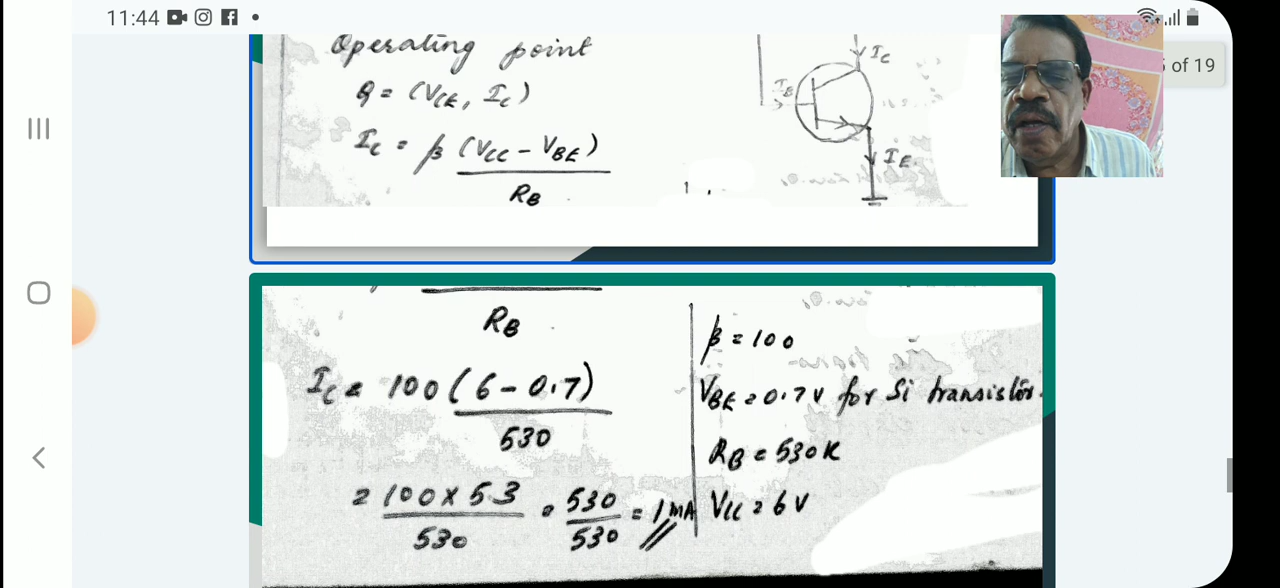 11:44
5 of 19
Operating point
Q = (VCE, IC)
IC = β (VCC - VBE)
RB
IC
IB
IE
RB
IC = 100 (6 - 0.7)
530
= 100 x 5.3 = 530 = 1 mA
530 530
β = 100
VBE = 0.7 V for Si transistor.
RB = 530 K
VCC = 6 V